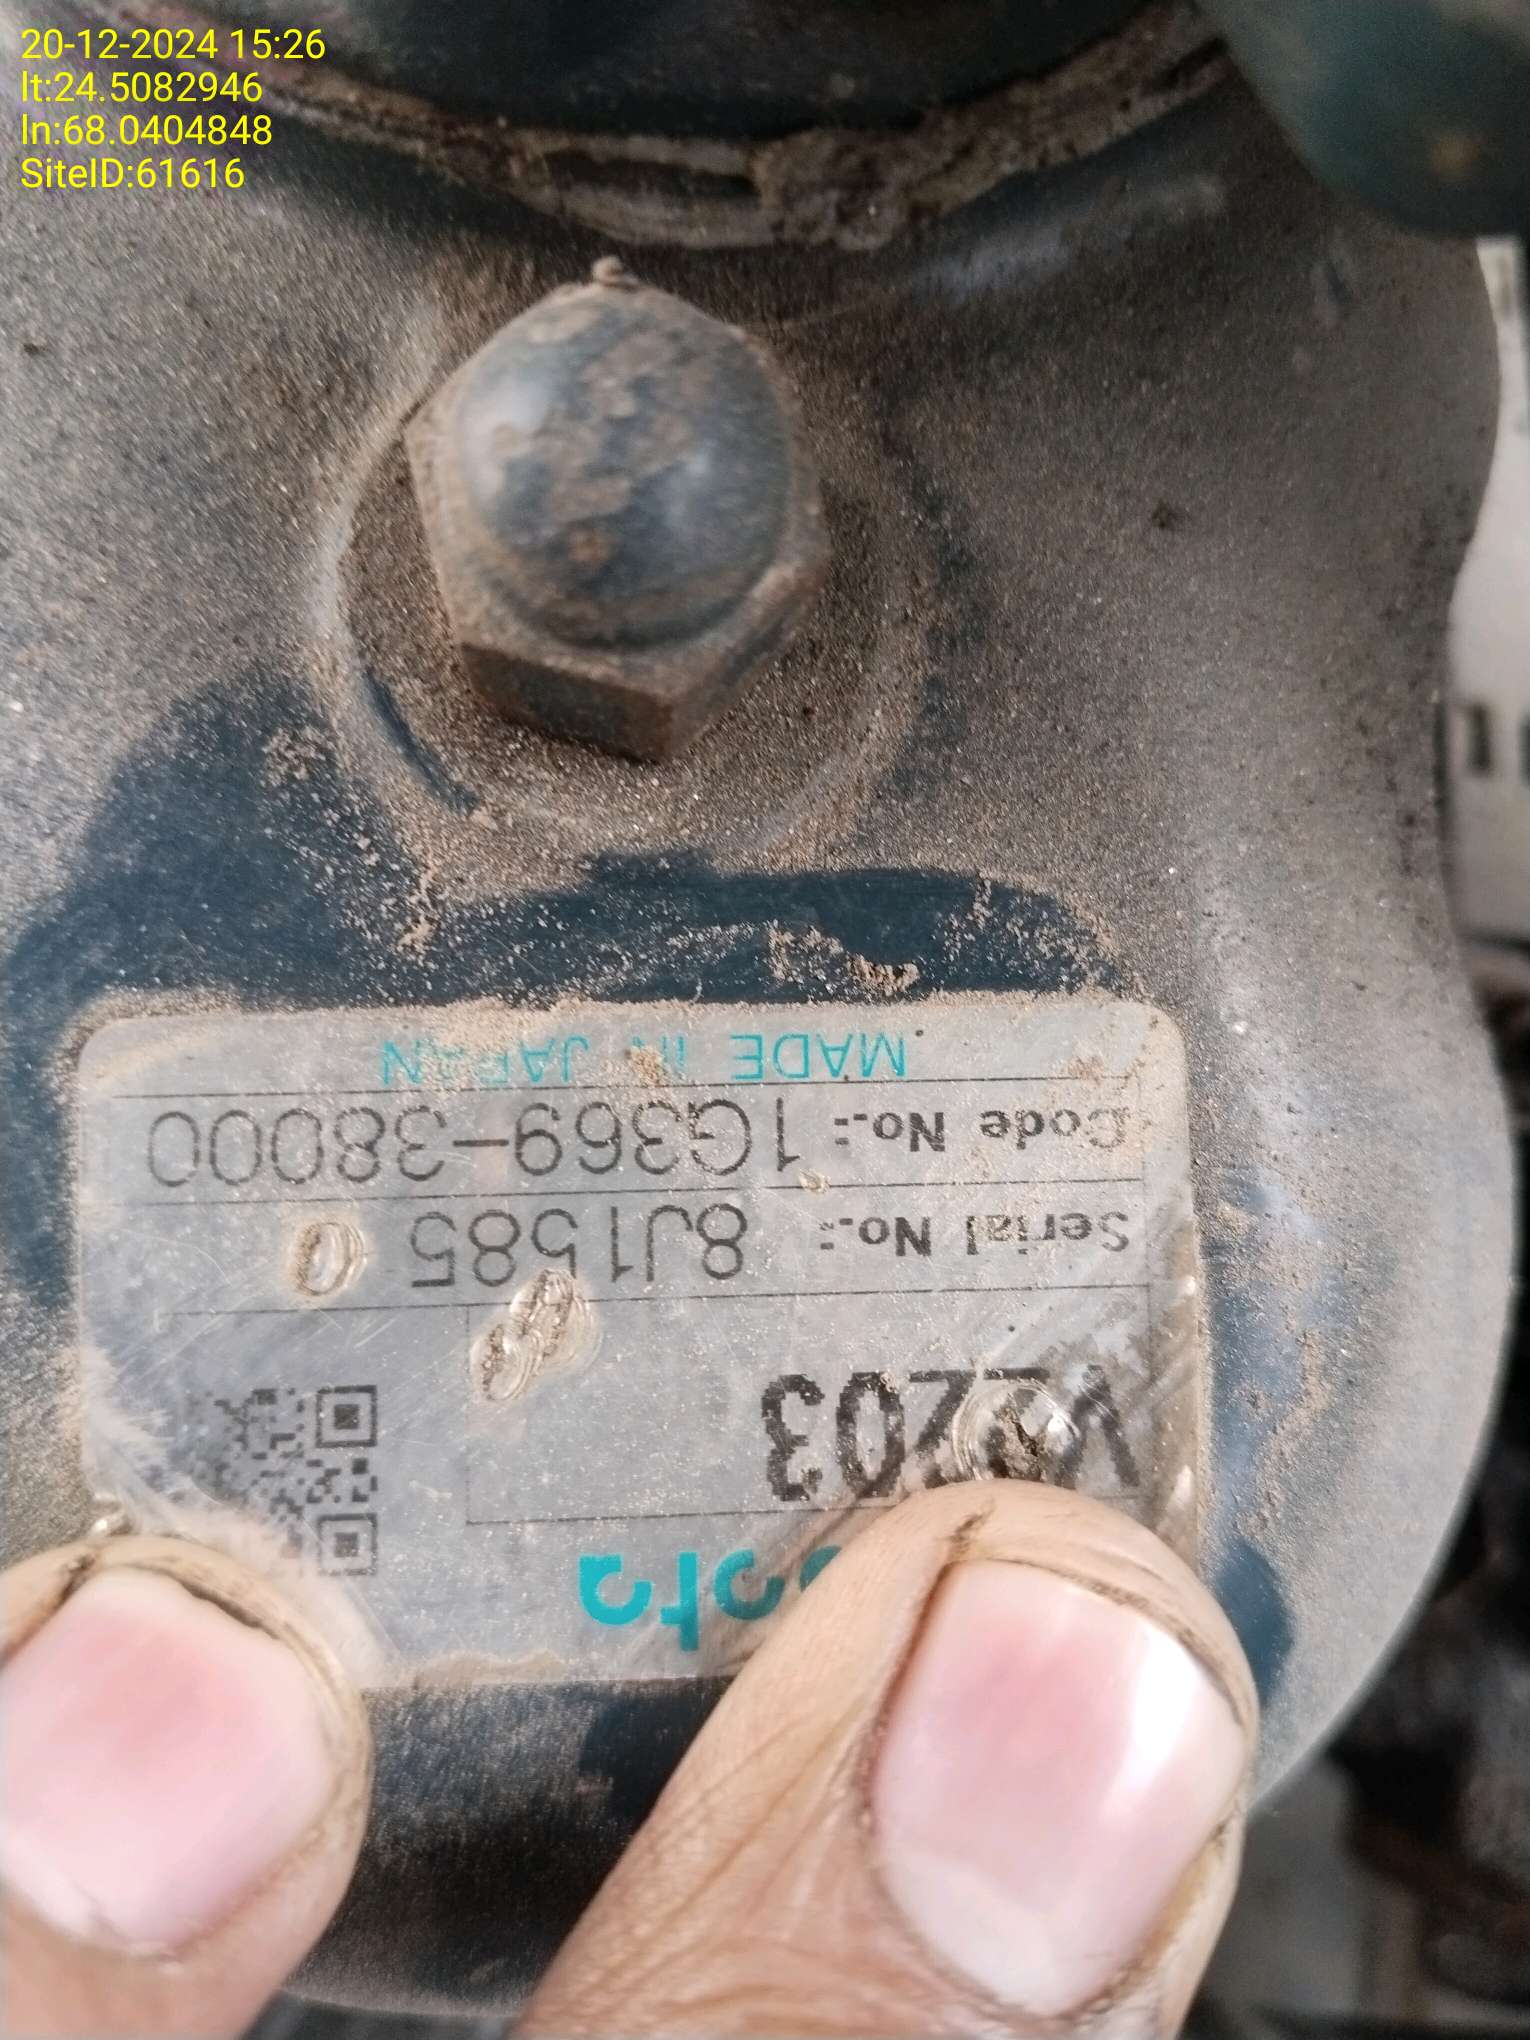 20-12-2024 15:26
lt:24.5082946
ln:68.0404848
SiteID:61616
V2203
Serial No.: 8J1585
Code No.: 1G369-38000
MADE IN JAPAN